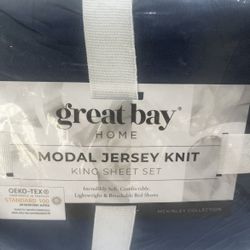 great bay®
HOME
MODAL JERSEY KNIT
KING SHEET SET
Incredibly Soft, Comfortable,
Lightweight & Breathable Bed Sheets
OEKO-TEX®
STANDARD 100
MCKINLEY COLLECTION